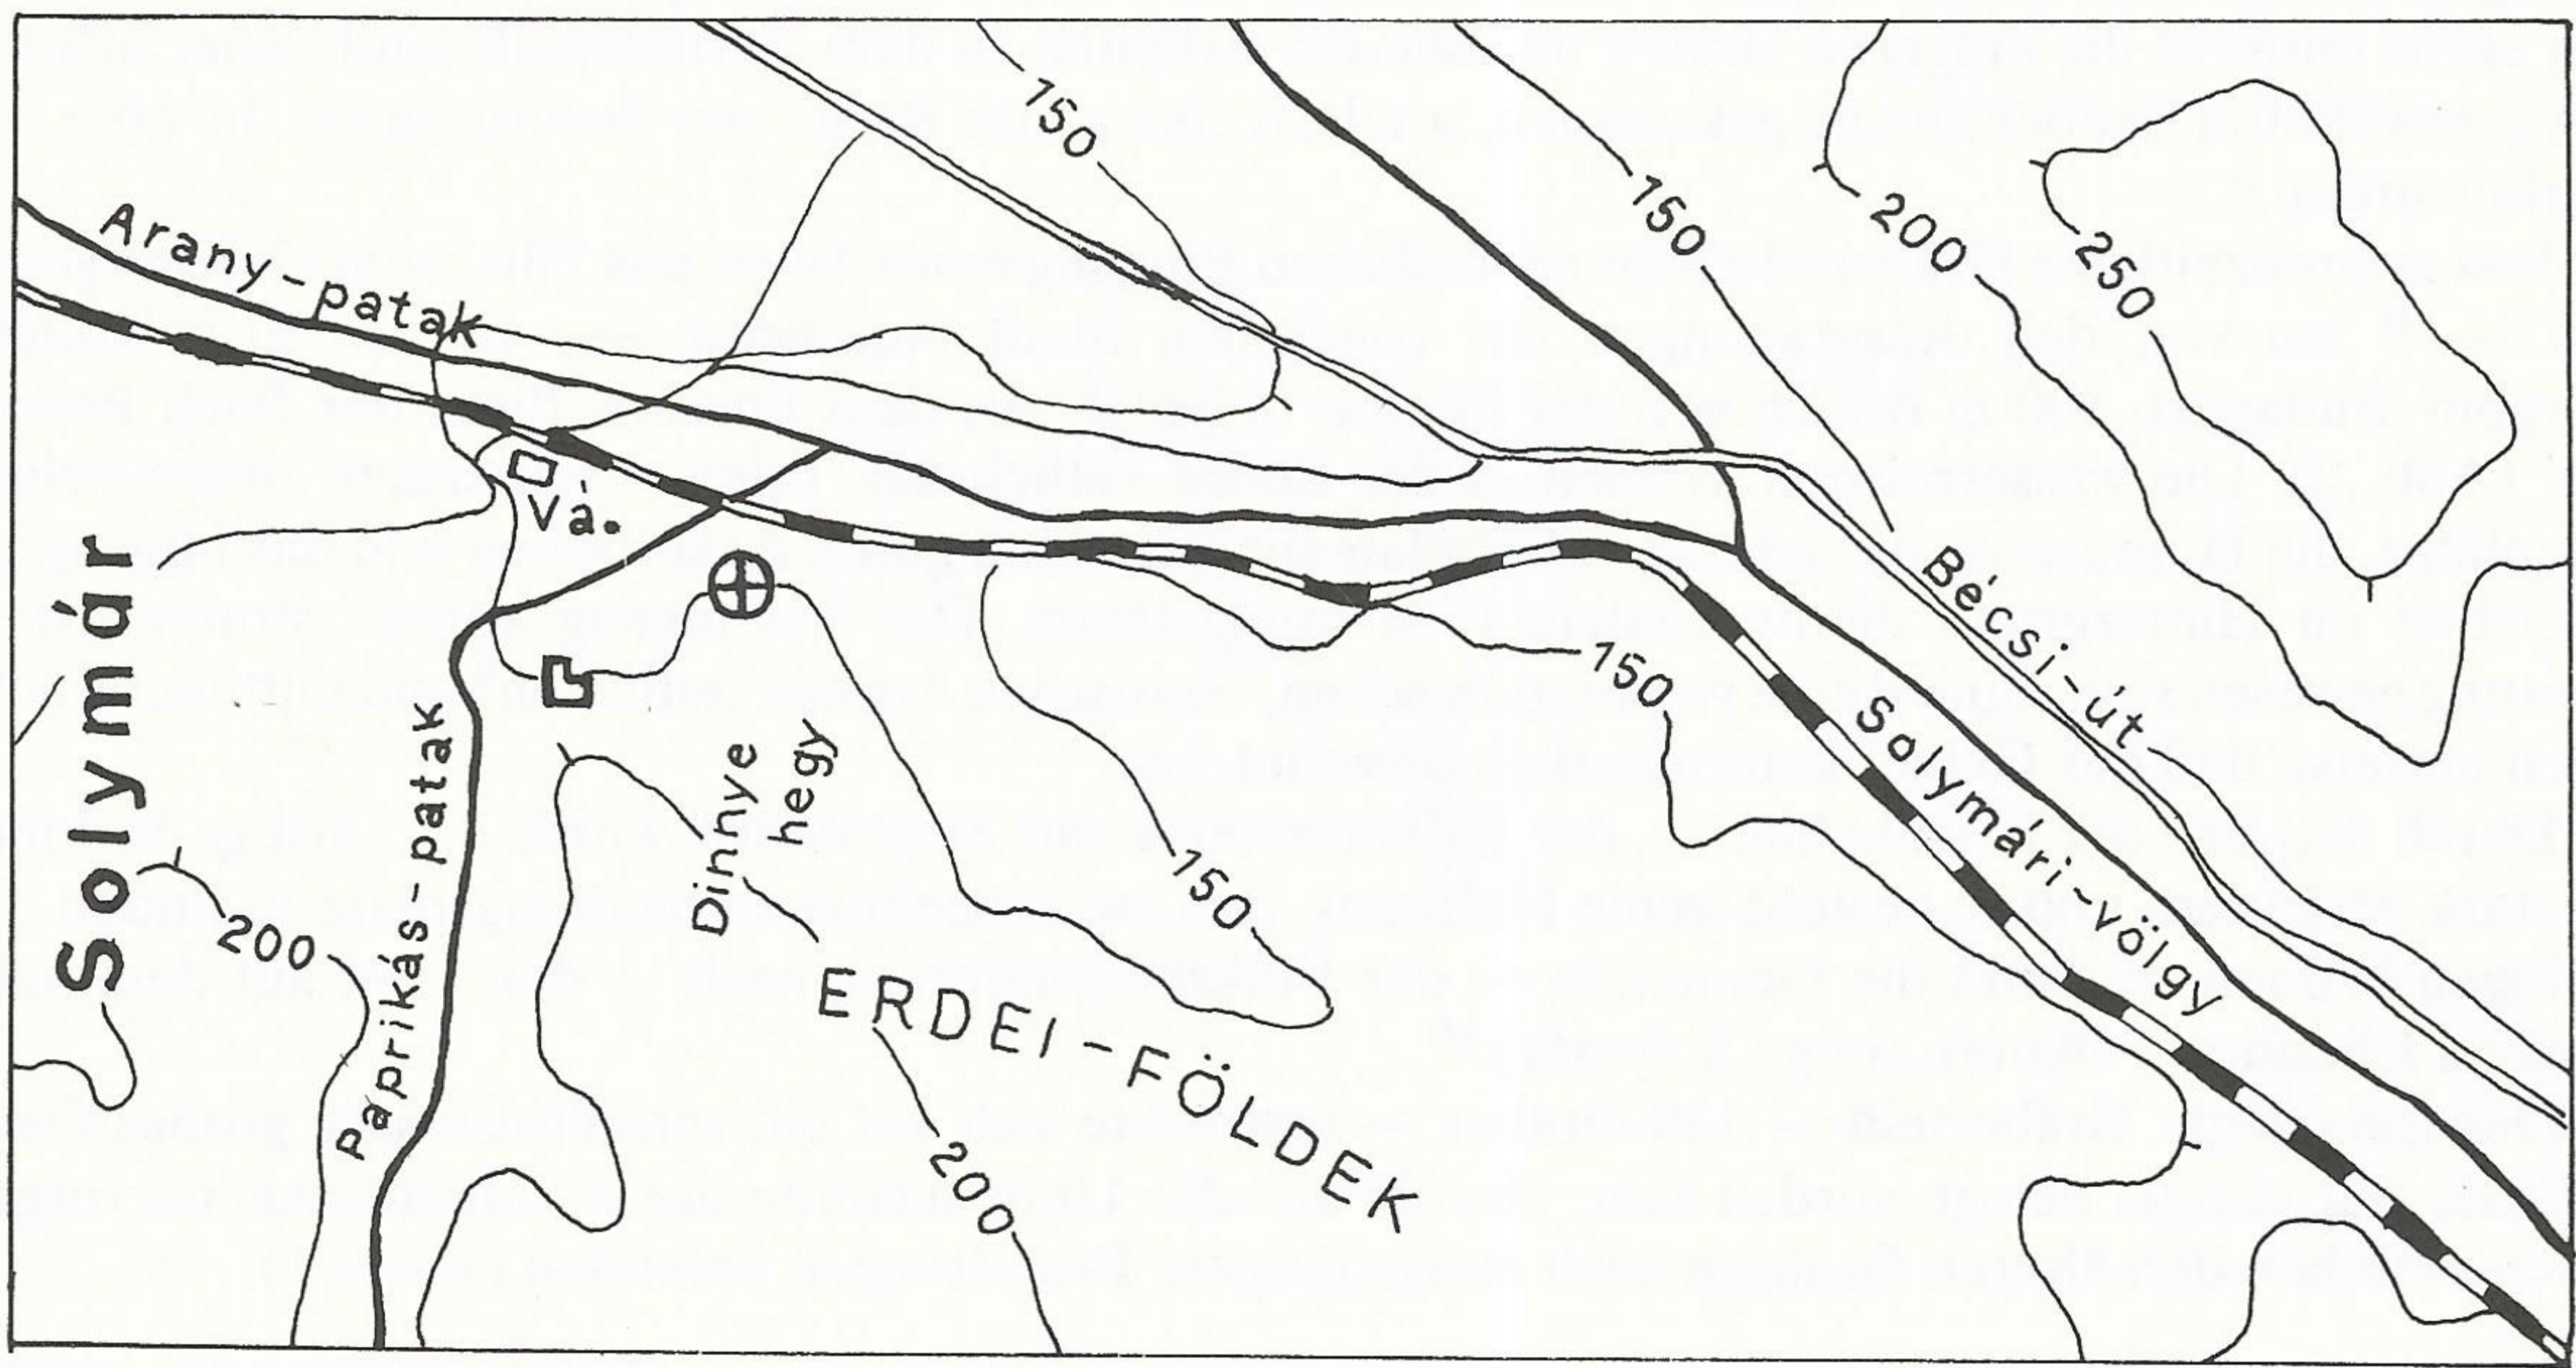 150
150
200
250
Arany-patak
Vá.
Solymár
Bécsi-út
150
Solymári-völgy
Paprikás-patak
Dinnye
hegy
150
200
ERDEI-FÖLDEK
200